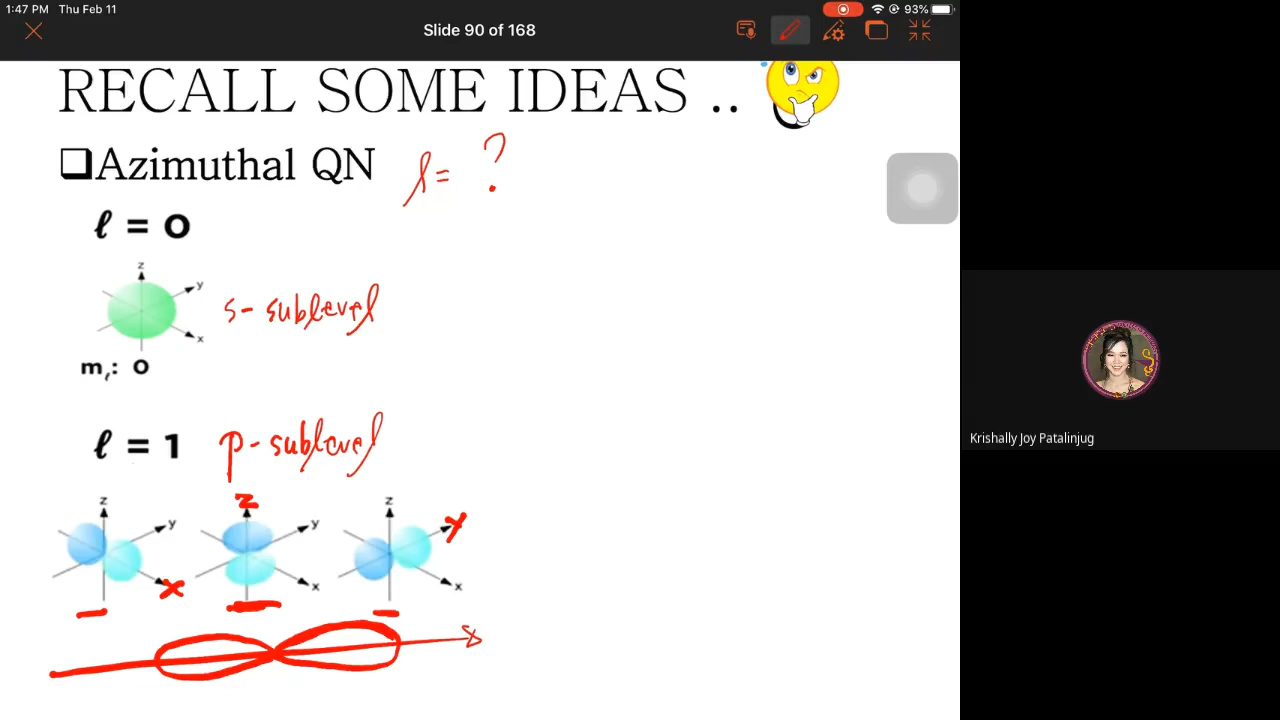 1:47 PM Thu Feb 11
93%
Slide 90 of 168
RECALL SOME IDEAS ..
❑Azimuthal QN ℓ= ?
ℓ = 0
z
y
s- sublevel
x
mℓ: 0
ℓ = 1 p- sublevel
z z z
y y y
x x x
x
Krishally Joy Patalinjug